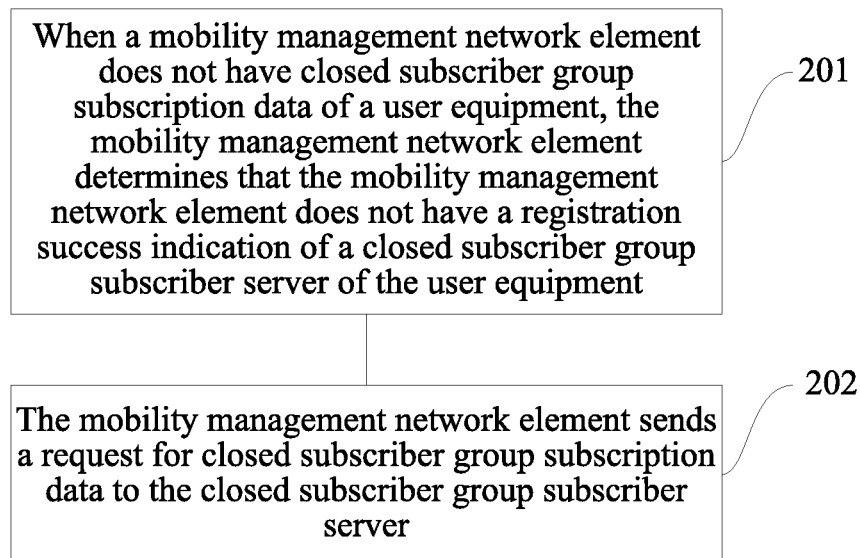 When a mobility management network element
does not have closed subscriber group
subscription data of a user equipment, the
mobility management network element
determines that the mobility management
network element does not have a registration
success indication of a closed subscriber group
subscriber server of the user equipment
201
The mobility management network element sends
a request for closed subscriber group subscription
data to the closed subscriber group subscriber
server
202